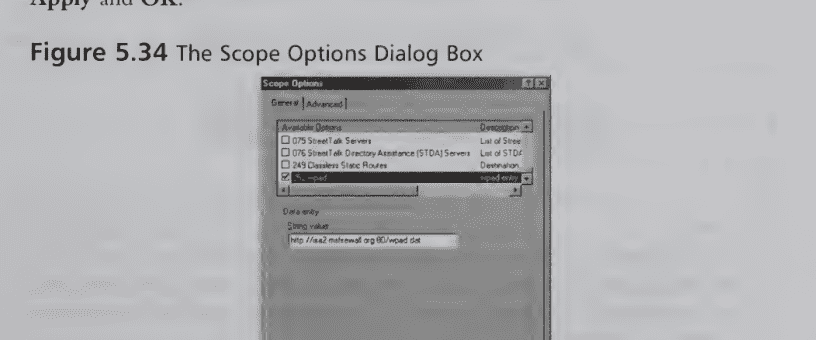 Apply and OK.
Figure 5.34 The Scope Options Dialog Box
Scope Options
General Advanced
Available Options Description
075 StreetTalk Servers List of Stree
076 StreetTalk Directory Assistance (STDA) Servers List of STDA
249 Classless Static Routes Destination
wpad wpad entry
Data entry
String value:
http://isa2.msfirewall.org:80/wpad.dat